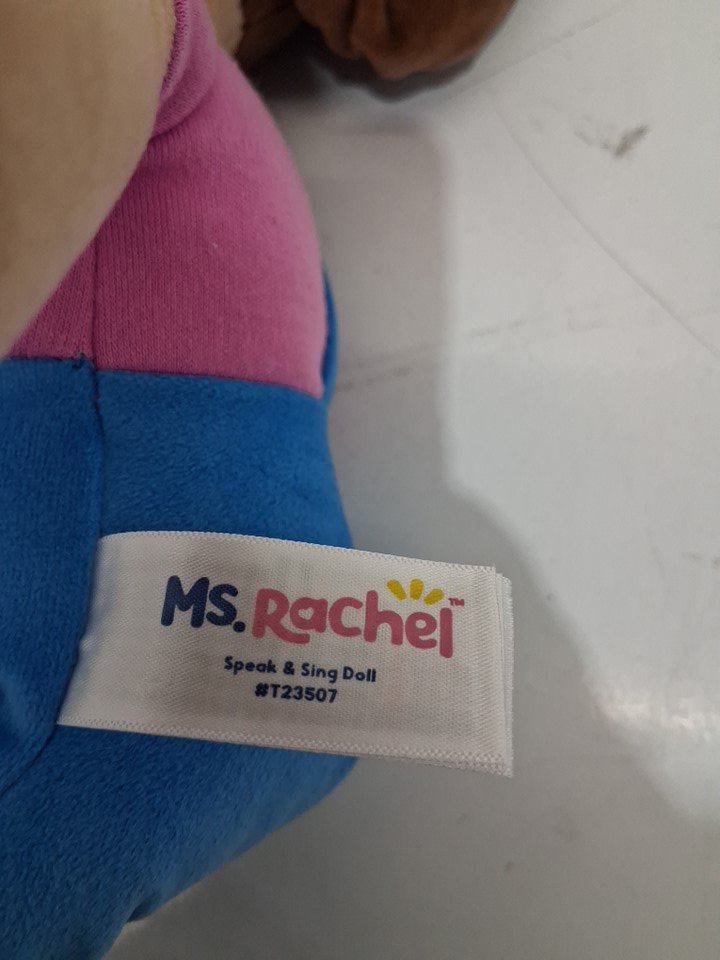 Ms. Rachel™
Speak & Sing Doll
#T23507